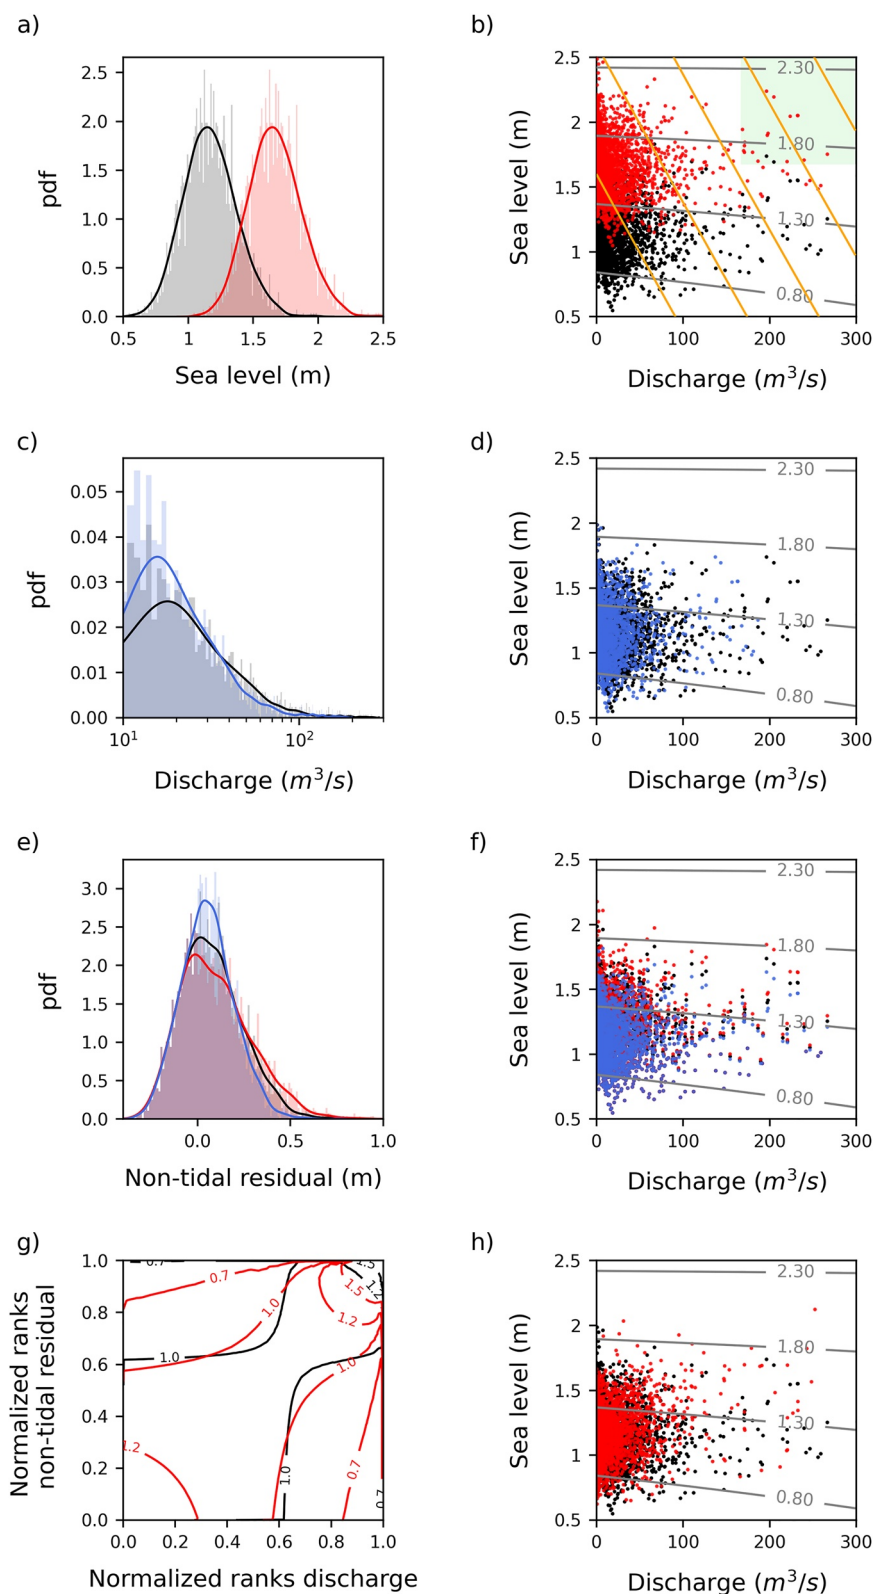 a)
2.5
2.0
1.5
1.0
0.5
0.0
pdf
0.5 1 1.5 2 2.5
Sea level (m)
b)
2.5
2
1.5
1
0.5
Sea level (m)
2.30
1.80
1.30
0.80
0 100 200 300
Discharge (m³/s)
c)
0.05
0.04
0.03
0.02
0.01
0.00
pdf
10¹ 10²
Discharge (m³/s)
d)
2.5
2
1.5
1
0.5
Sea level (m)
2.30
1.80
1.30
0.80
0 100 200 300
Discharge (m³/s)
e)
3.0
2.5
2.0
1.5
1.0
0.5
0.0
pdf
0.0 0.5 1.0
Non-tidal residual (m)
f)
2.5
2
1.5
1
0.5
Sea level (m)
2.30
1.80
1.30
0.80
0 100 200 300
Discharge (m³/s)
g)
1.0
0.8
0.6
0.4
0.2
0.0
Normalized ranks
non-tidal residual
0.7
0.7
1.5
1.2
1.5
1.0
1.2
1.0
1.0
1.2
1.0
0.7
0.7
0.0 0.2 0.4 0.6 0.8 1.0
Normalized ranks discharge
h)
2.5
2
1.5
1
0.5
Sea level (m)
2.30
1.80
1.30
0.80
0 100 200 300
Discharge (m³/s)